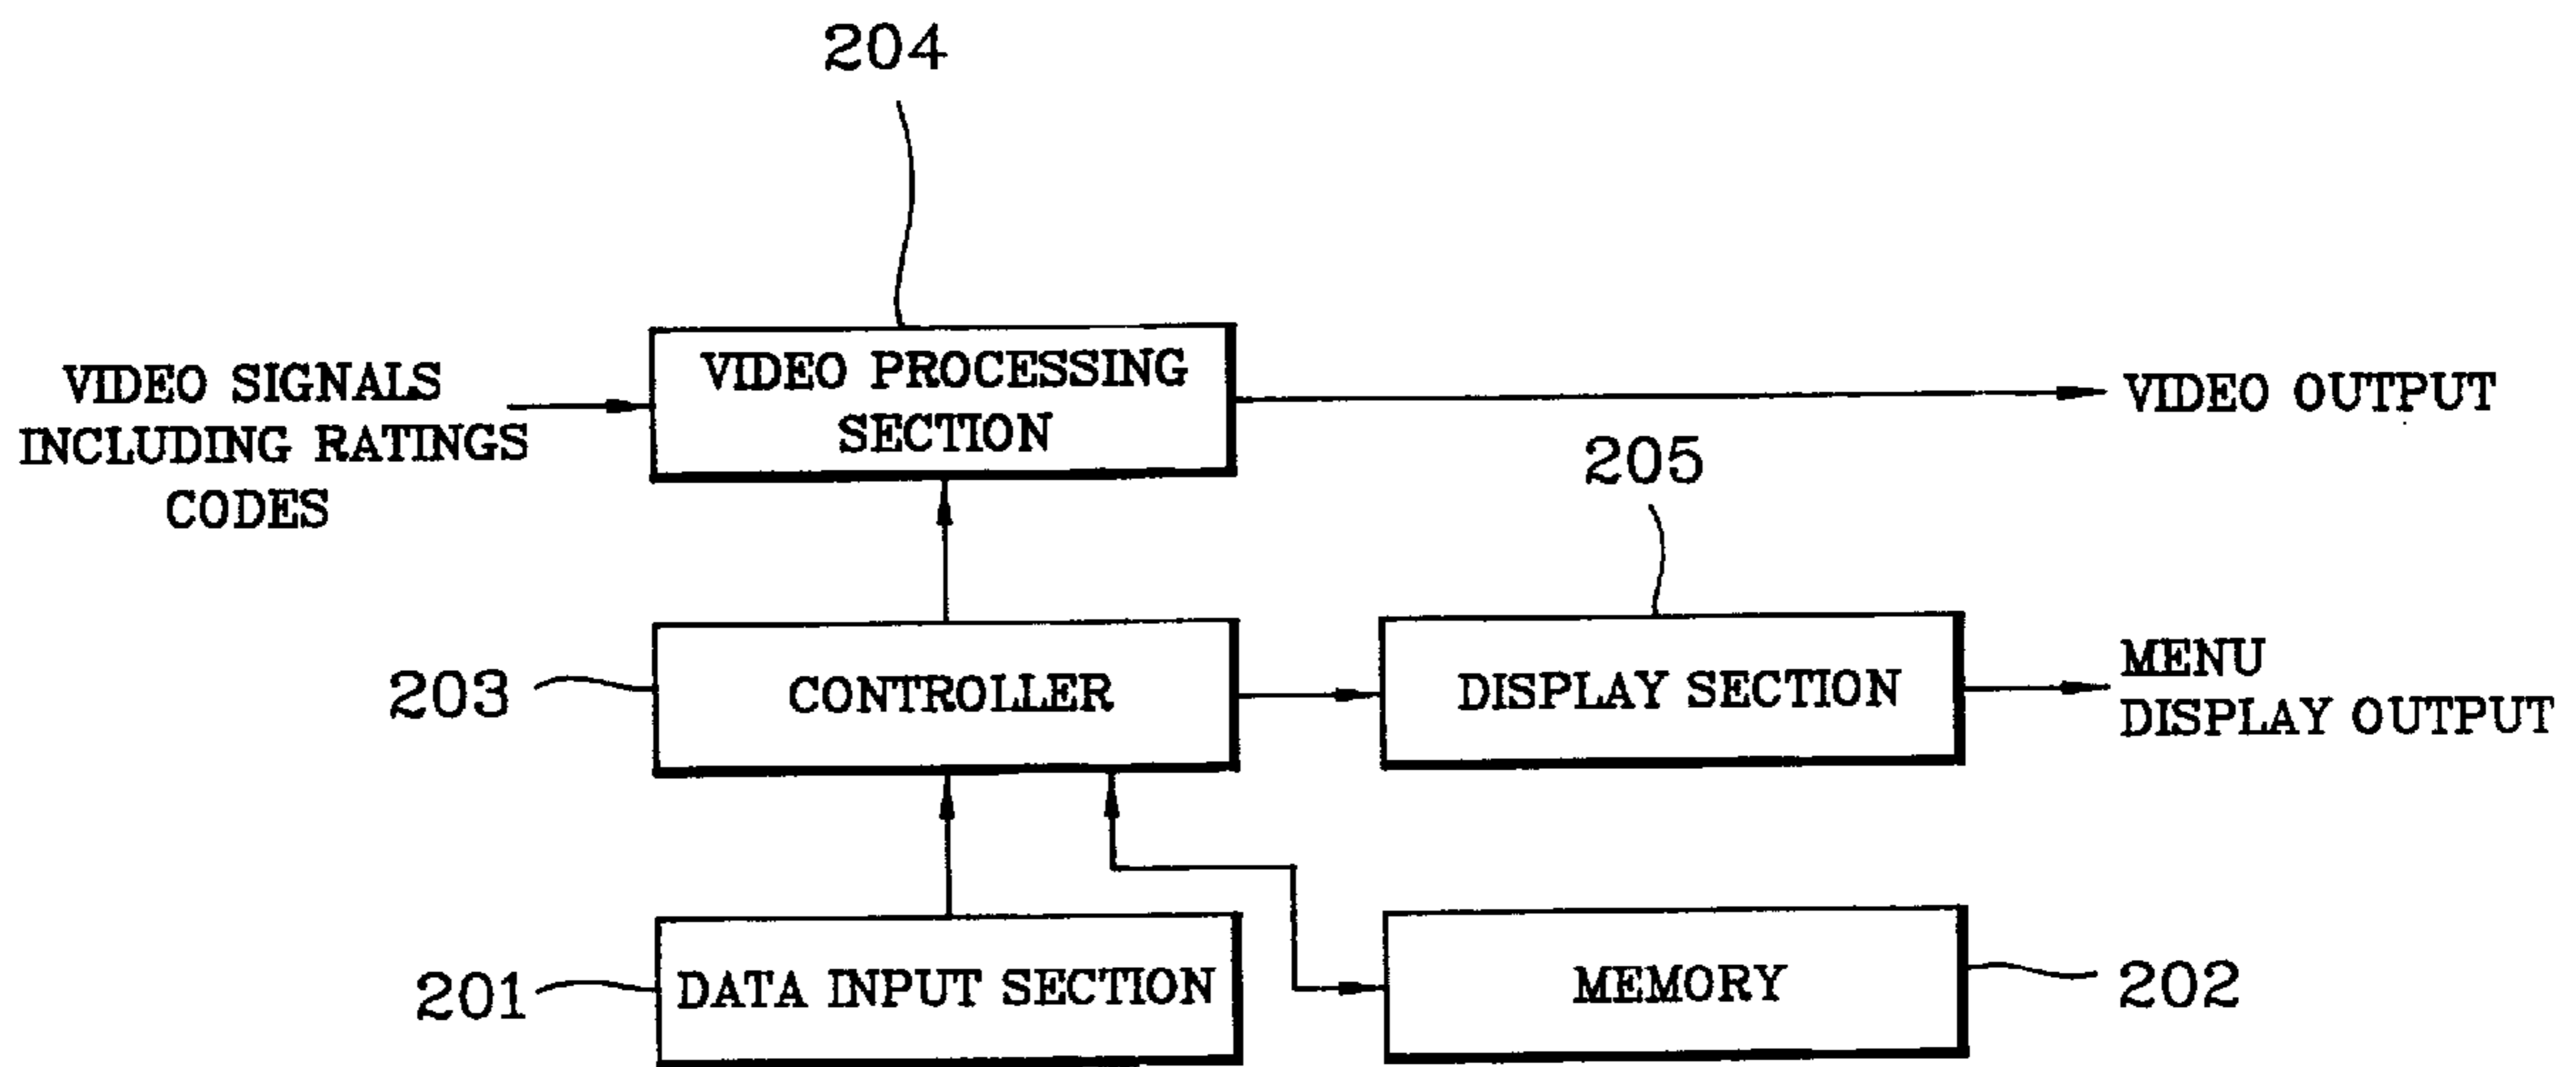 204
VIDEO SIGNALS
INCLUDING RATINGS
CODES
VIDEO PROCESSING
SECTION
VIDEO OUTPUT
205
203
CONTROLLER
DISPLAY SECTION
MENU
DISPLAY OUTPUT
201
DATA INPUT SECTION
MEMORY
202